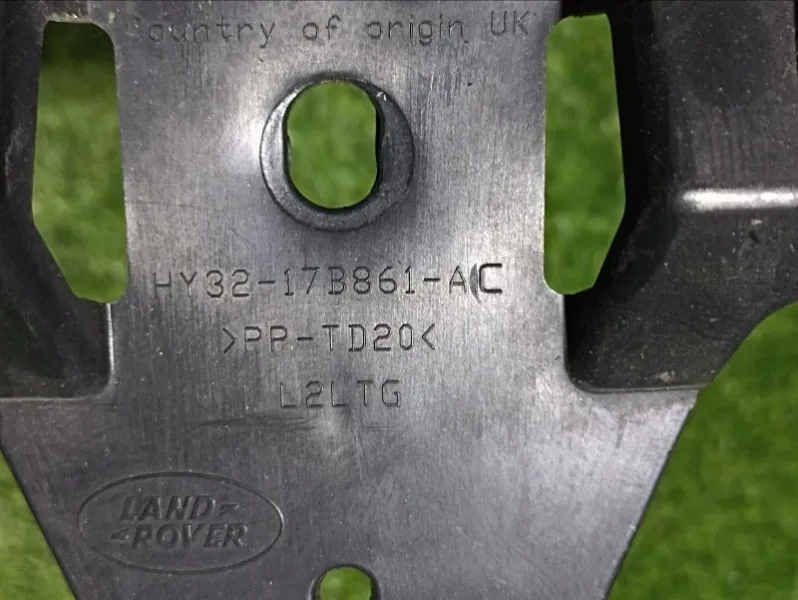 Country of origin UK
HY32-17B861-AC
>PP-TD20<
L2LTG
LAND
ROVER